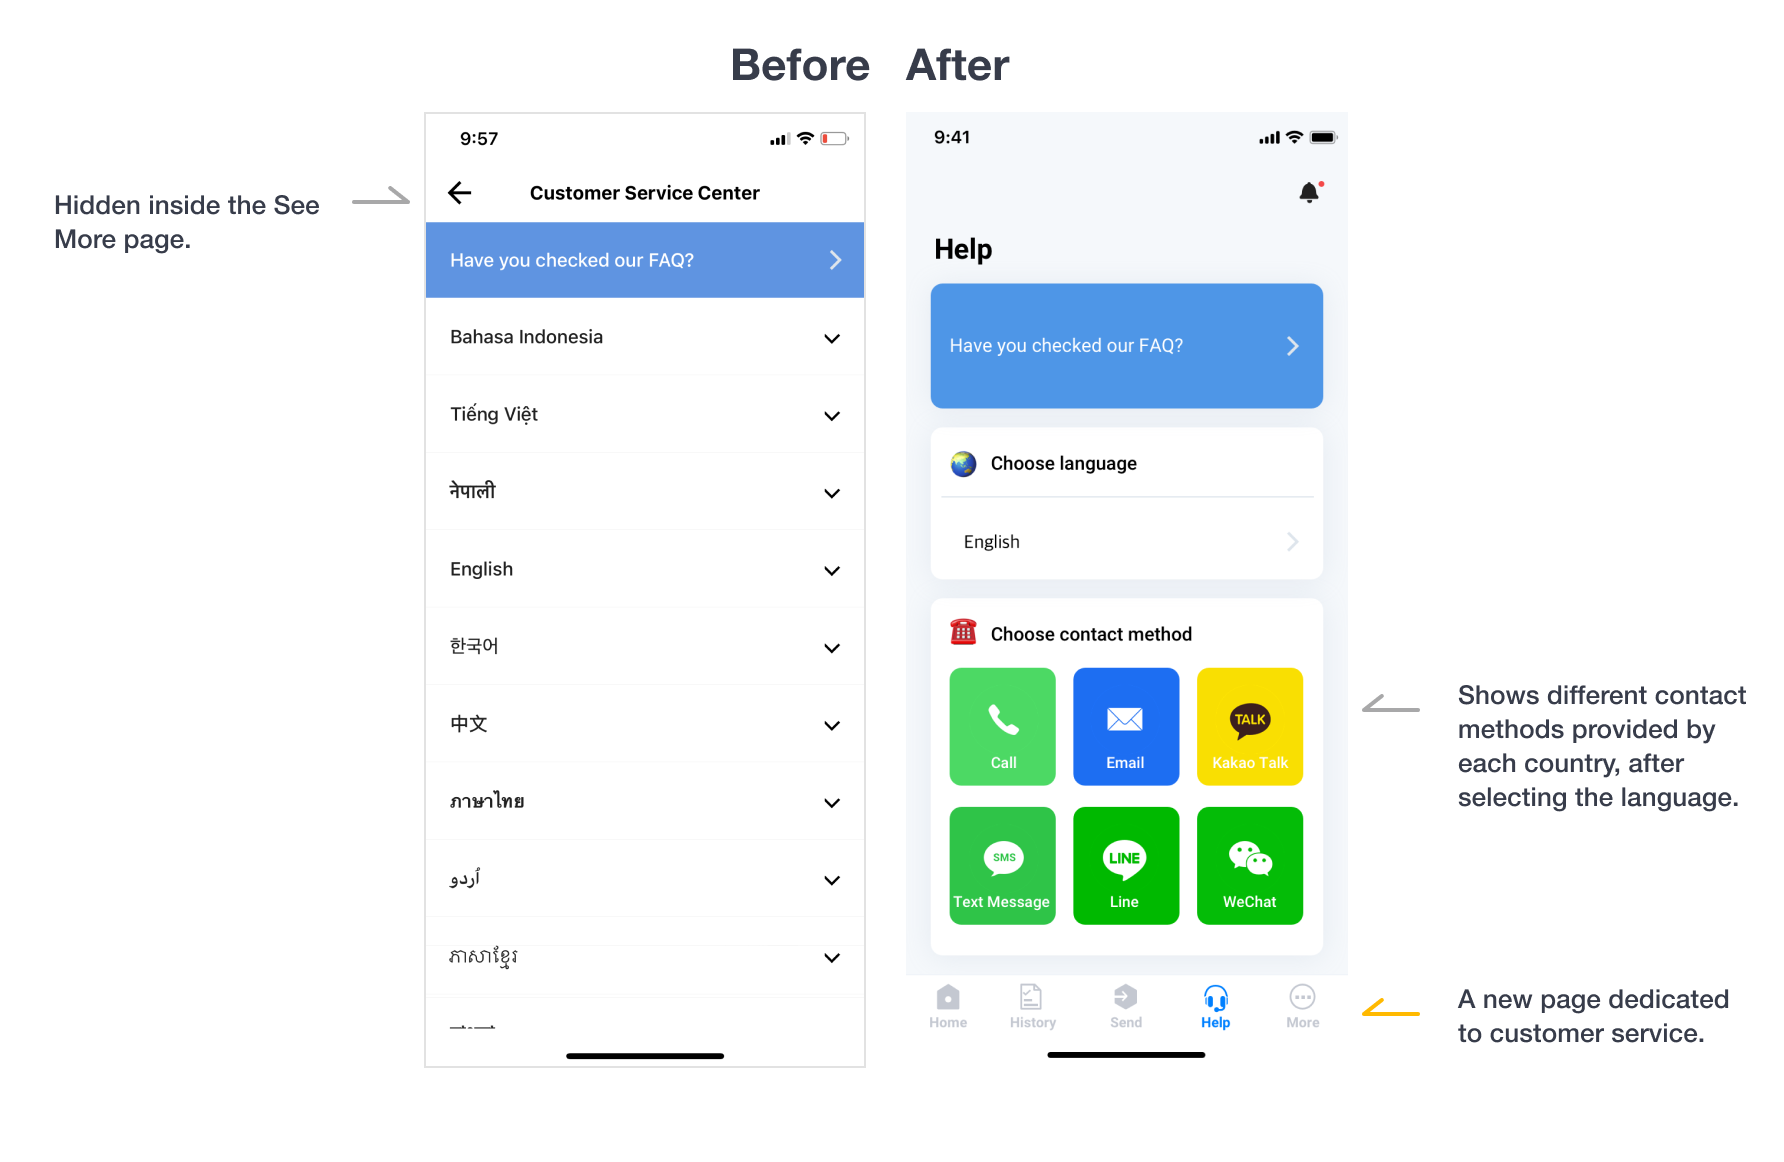 Before After
Hidden inside the See
More page.
9:57
Customer Service Center
Have you checked our FAQ?
Bahasa Indonesia
Tiếng Việt
नेपाली
English
한국어
中文
ภาษาไทย
اُردو
ភាសាខ្មែរ
9:41
Help
Have you checked our FAQ?
Choose language
English
Choose contact method
Call
Email
TALK
Kakao Talk
SMS
Text Message
LINE
Line
WeChat
Home
History
Send
Help
More
Shows different contact
methods provided by
each country, after
selecting the language.
A new page dedicated
to customer service.